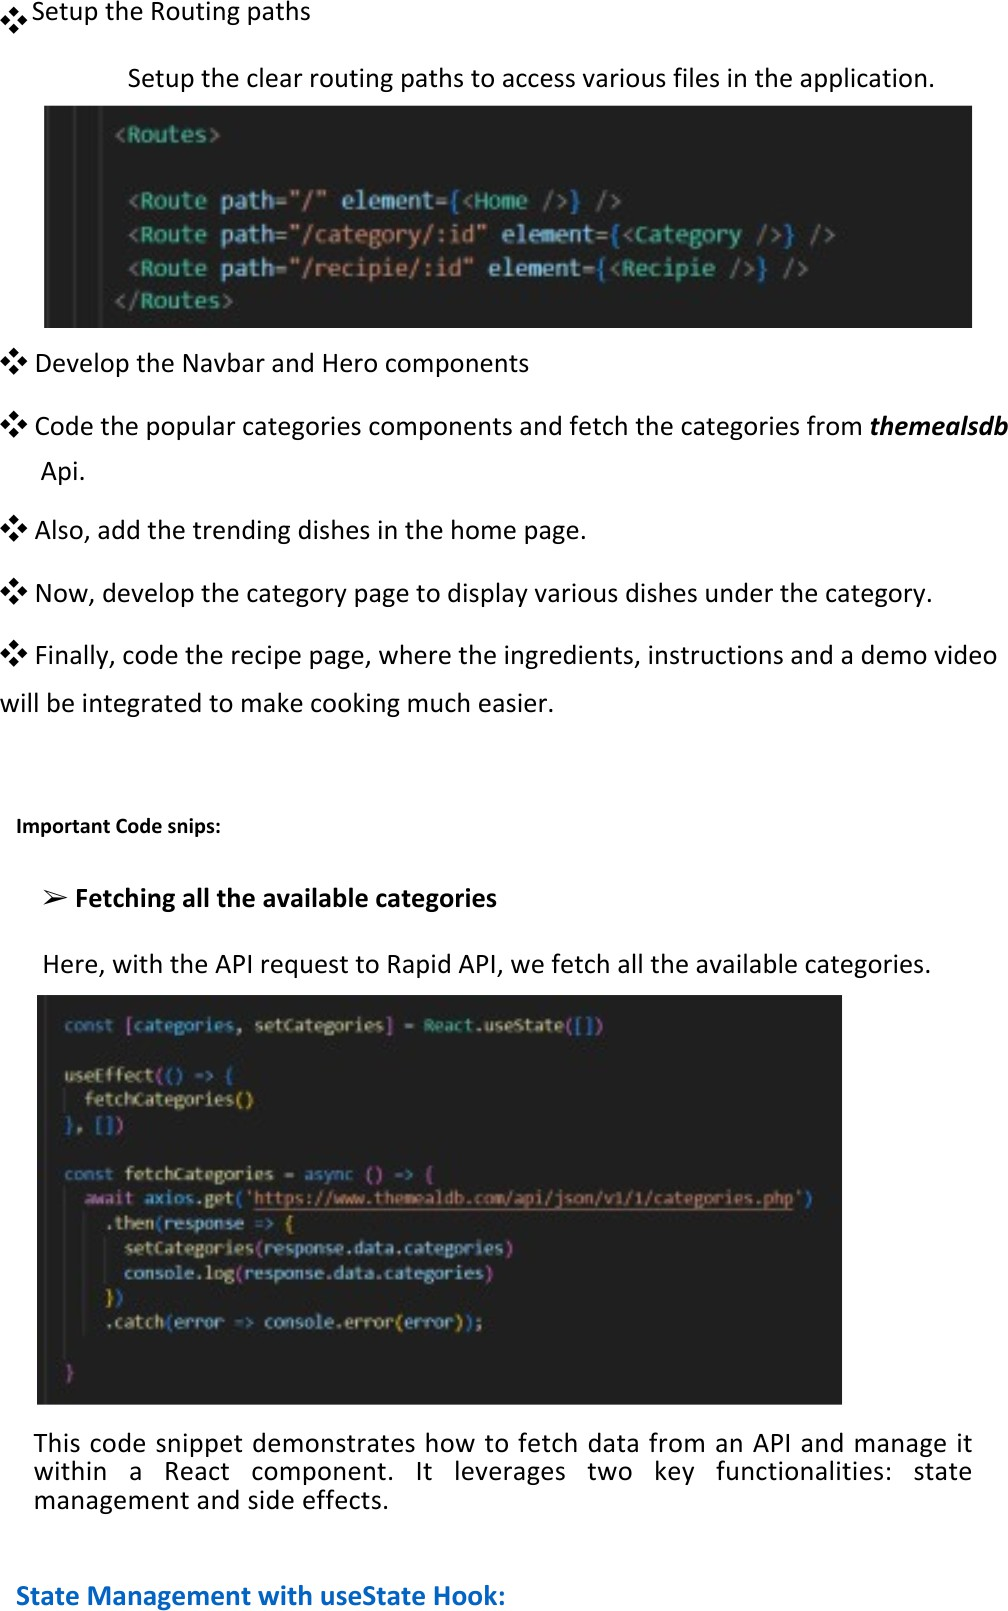 ❖ Setup the Routing paths
Setup the clear routing paths to access various files in the application.
<Routes>
<Route path="/" element={<Home />} />
<Route path="/category/:id" element={<Category />} />
<Route path="/recipie/:id" element={<Recipie />} />
</Routes>
❖ Develop the Navbar and Hero components
❖ Code the popular categories components and fetch the categories from themealsdb
Api.
❖ Also, add the trending dishes in the home page.
❖ Now, develop the category page to display various dishes under the category.
❖ Finally, code the recipe page, where the ingredients, instructions and a demo video
will be integrated to make cooking much easier.
Important Code snips:
➢ Fetching all the available categories
Here, with the API request to Rapid API, we fetch all the available categories.
const [categories, setCategories] = React.useState([])
useEffect(() => {
fetchCategories()
}, [])
const fetchCategories = async () => {
await axios.get('https://www.themealdb.com/api/json/v1/1/categories.php')
.then(response => {
setCategories(response.data.categories)
console.log(response.data.categories)
})
.catch(error => console.error(error));
}
This code snippet demonstrates how to fetch data from an API and manage it
within a React component. It leverages two key functionalities: state
management and side effects.
State Management with useState Hook: